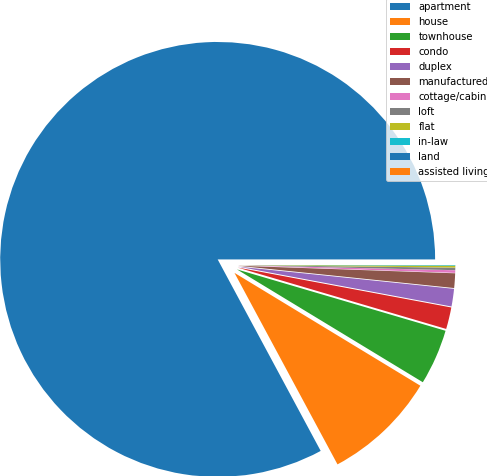 apartment
house
townhouse
condo
duplex
manufactured
cottage/cabin
loft
flat
in-law
land
assisted living